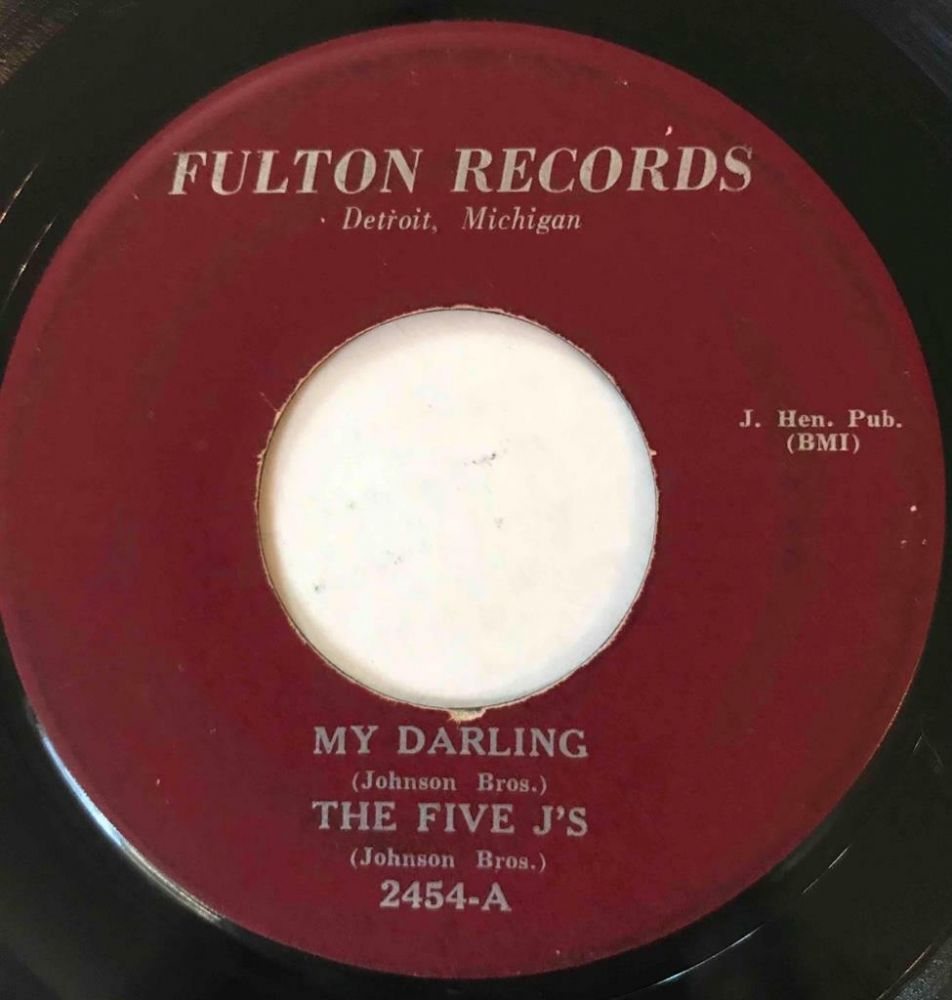 FULTON RECORDS
Detroit, Michigan
J. Hen. Pub.
(BMI)
MY DARLING
(Johnson Bros.)
THE FIVE J'S
(Johnson Bros.)
2454-A